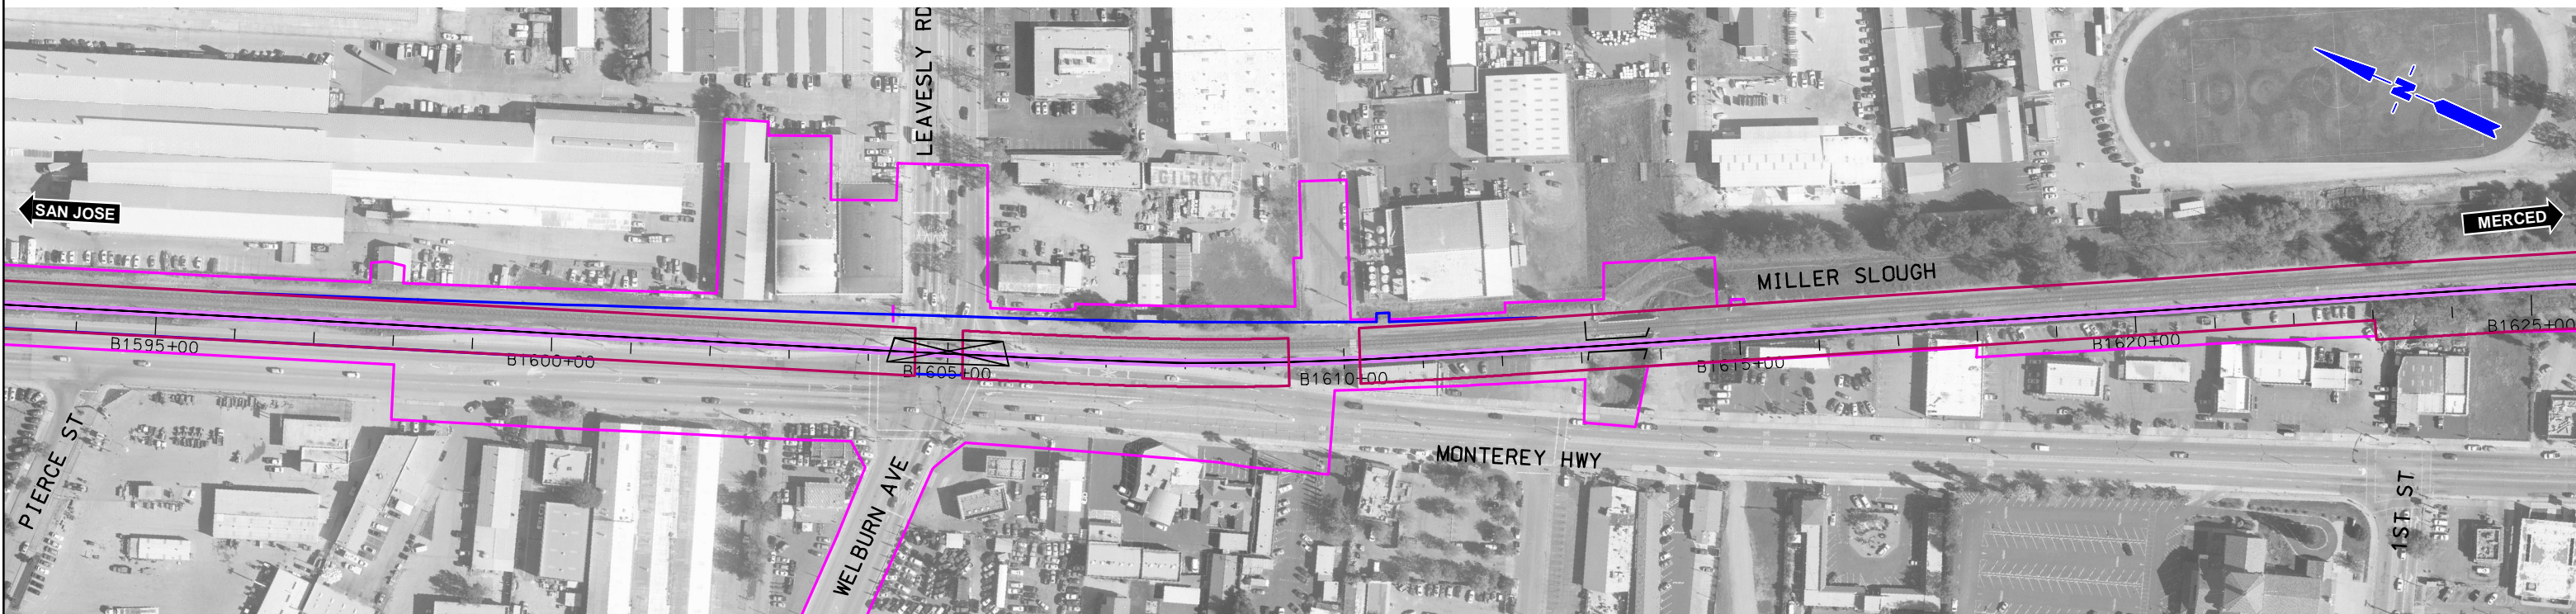 LEAVESLY RD
N
GILROY
SAN JOSE
MERCED
MILLER SLOUGH
B1595+00
B1600+00
B1605+00
B1610+00
B1615+00
B1620+00
B1625+00
PIERCE ST
WELBURN AVE
MONTEREY HWY
1ST ST